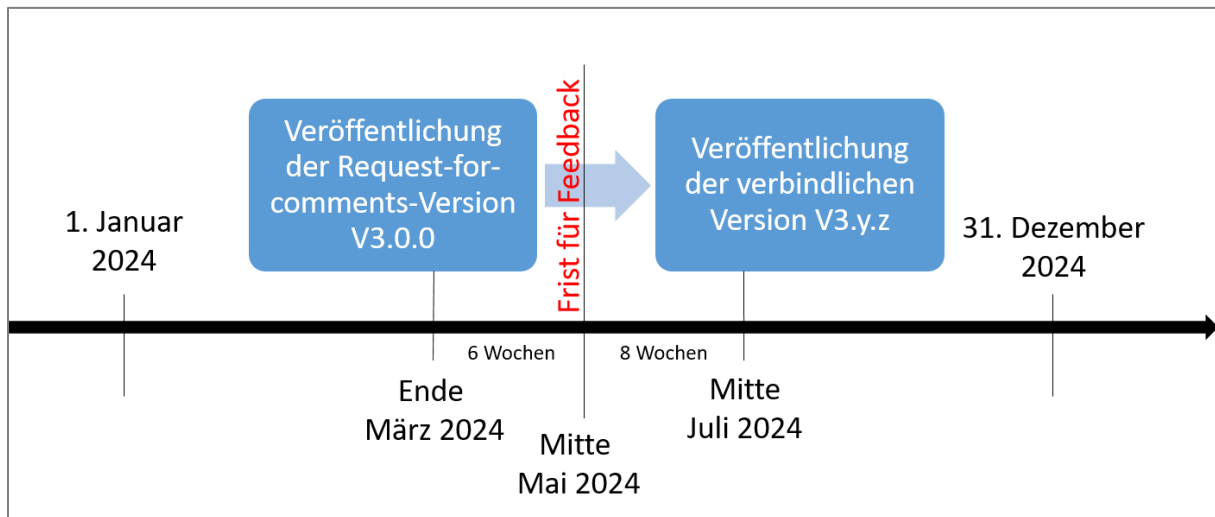 Veröffentlichung
der Request-for-
comments-Version
V3.0.0
Frist für Feedback
Veröffentlichung
der verbindlichen
Version V3.y.z
1. Januar
2024
31. Dezember
2024
6 Wochen
8 Wochen
Ende
März 2024
Mitte
Mai 2024
Mitte
Juli 2024